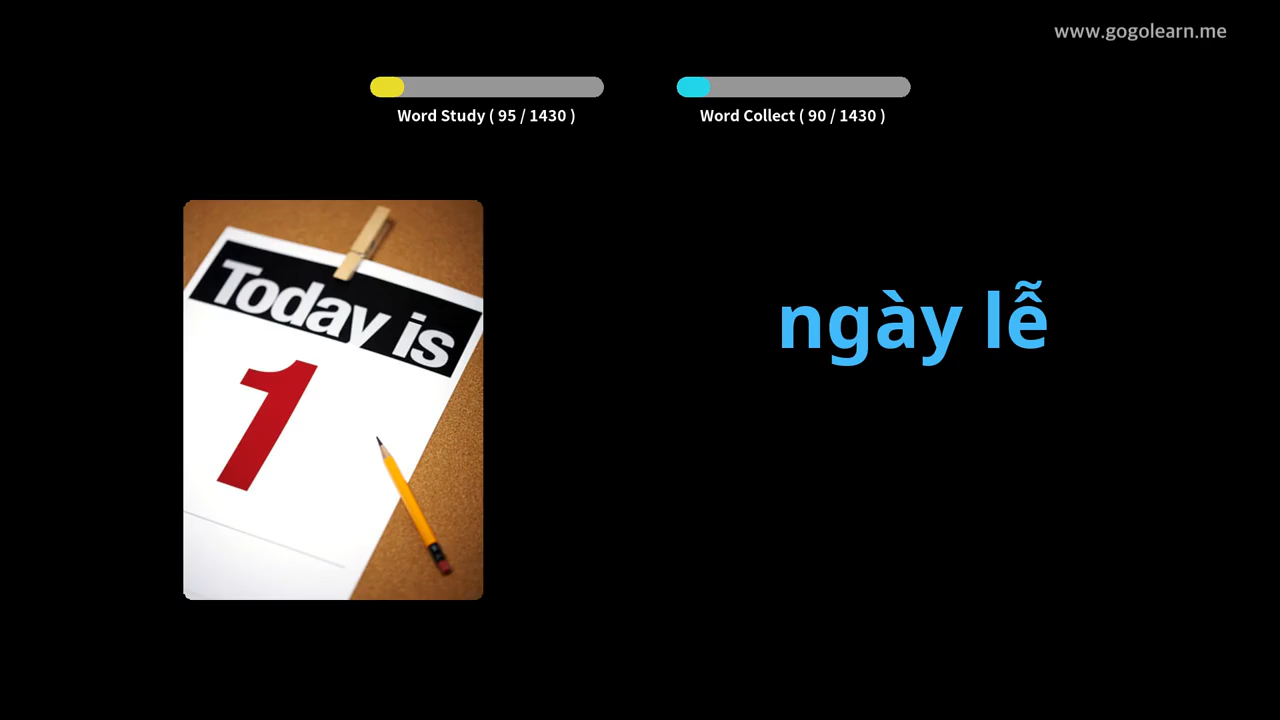 www.gogolearn.me
Word Study ( 95 / 1430 )
Word Collect ( 90 / 1430 )
Today is
1
ngày lễ